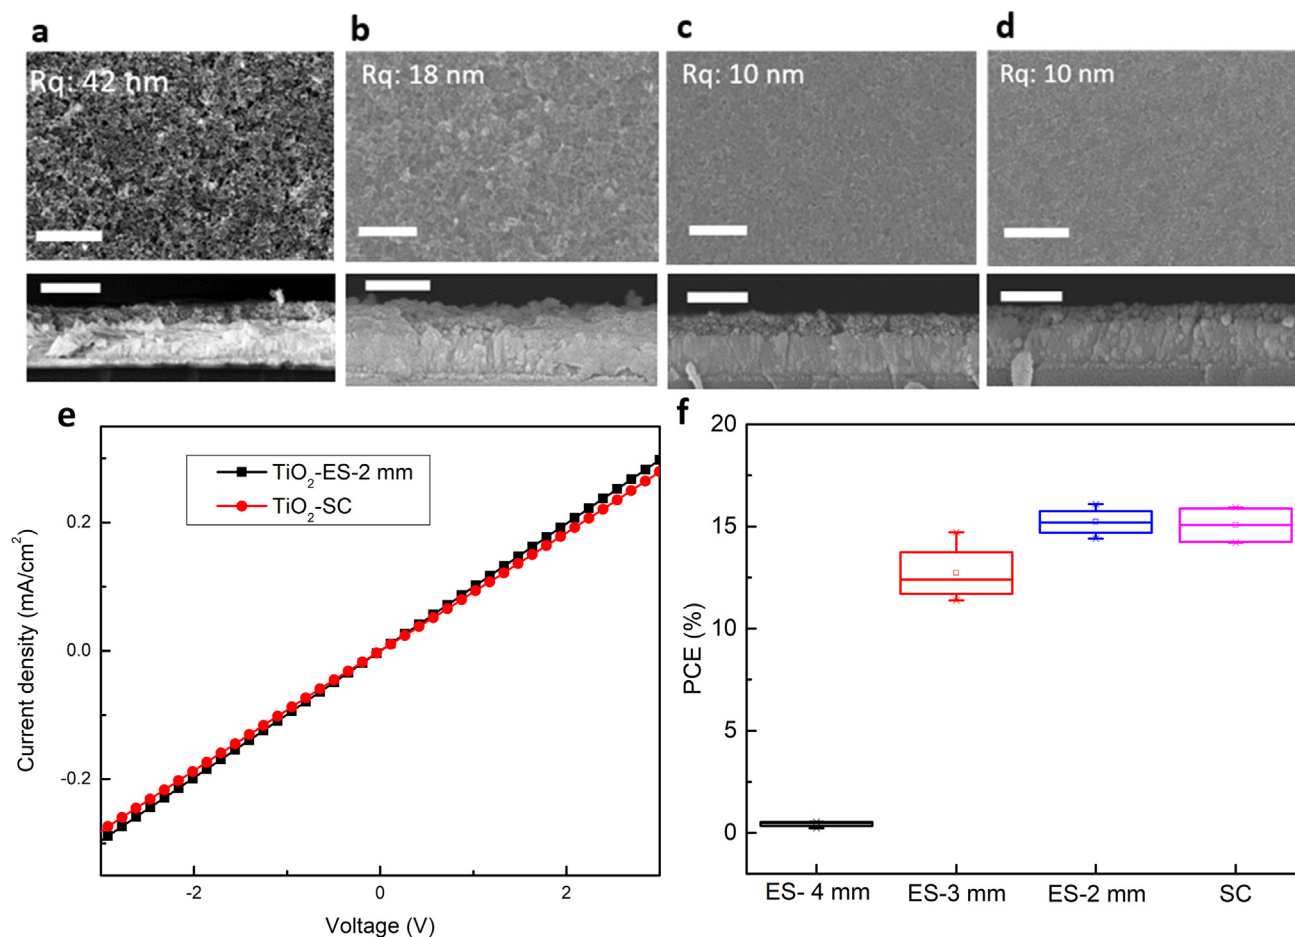 a
b
c
d
Rq: 42 nm
Rq: 18 nm
Rq: 10 nm
Rq: 10 nm
e
TiO₂-ES-2 mm
TiO₂-SC
Current density (mA/cm²)
0.2
0.0
-0.2
-2
0
2
Voltage (V)
f
PCE (%)
20
15
10
5
0
ES- 4 mm
ES-3 mm
ES-2 mm
SC